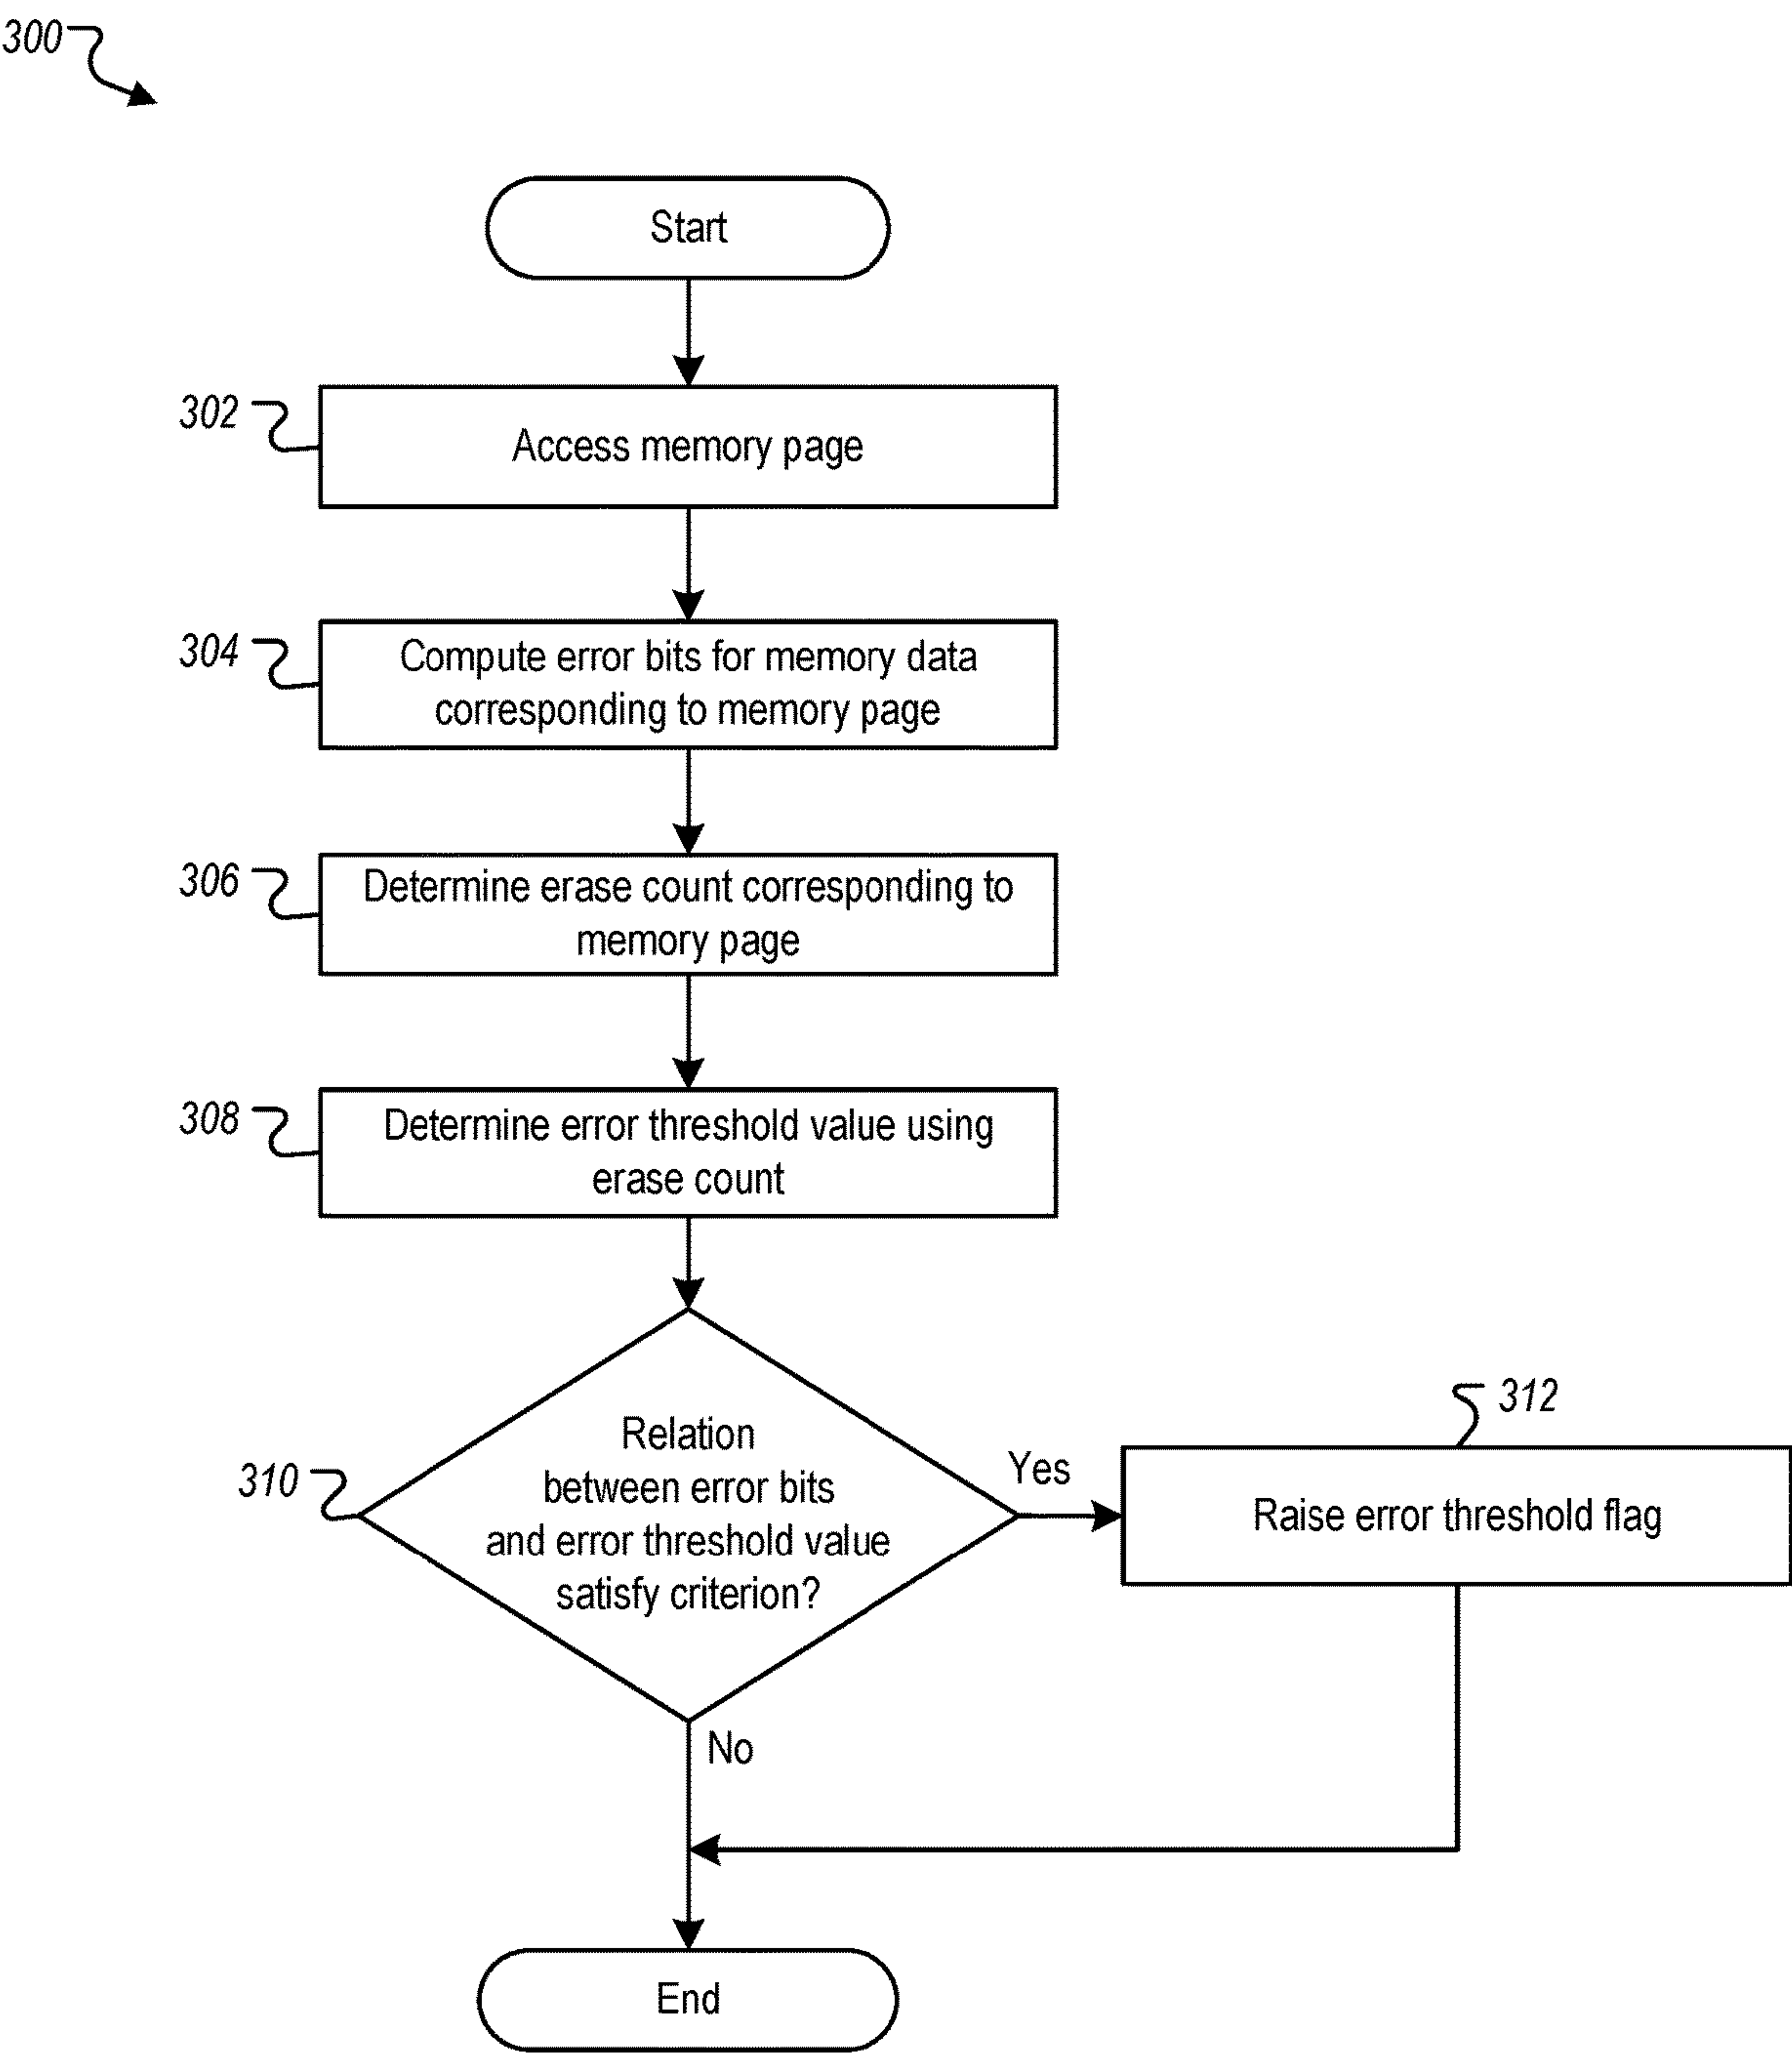 300
Start
302
Access memory page
304
Compute error bits for memory data
corresponding to memory page
306
Determine erase count corresponding to
memory page
308
Determine error threshold value using
erase count
310
Relation
between error bits
and error threshold value
satisfy criterion?
Yes
312
Raise error threshold flag
No
End